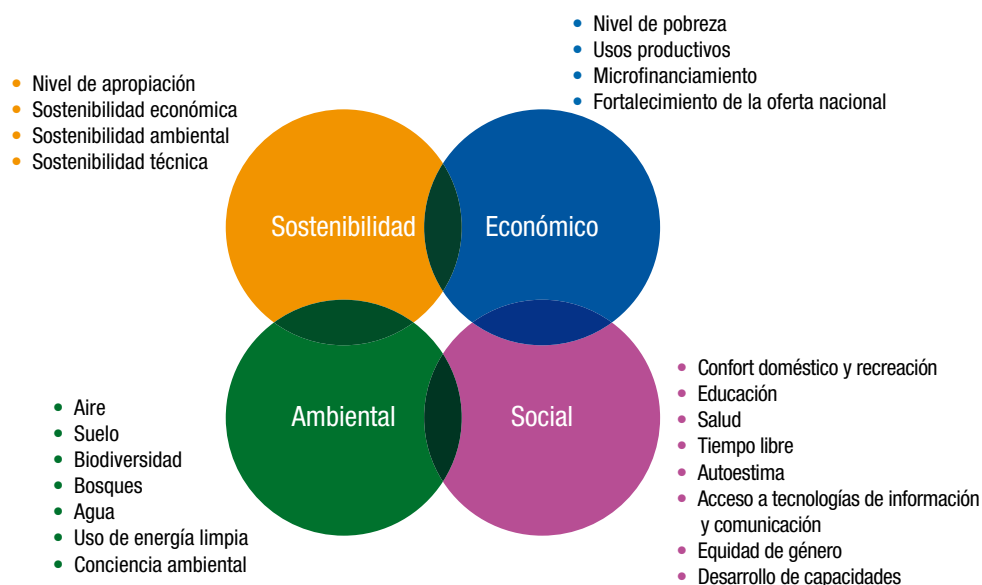 • Nivel de pobreza
• Usos productivos
• Microfinanciamiento
• Fortalecimiento de la oferta nacional
• Nivel de apropiación
• Sostenibilidad económica
• Sostenibilidad ambiental
• Sostenibilidad técnica
Sostenibilidad
Económico
Ambiental
Social
• Aire
• Suelo
• Biodiversidad
• Bosques
• Agua
• Uso de energía limpia
• Conciencia ambiental
• Confort doméstico y recreación
• Educación
• Salud
• Tiempo libre
• Autoestima
• Acceso a tecnologías de información
y comunicación
• Equidad de género
• Desarrollo de capacidades